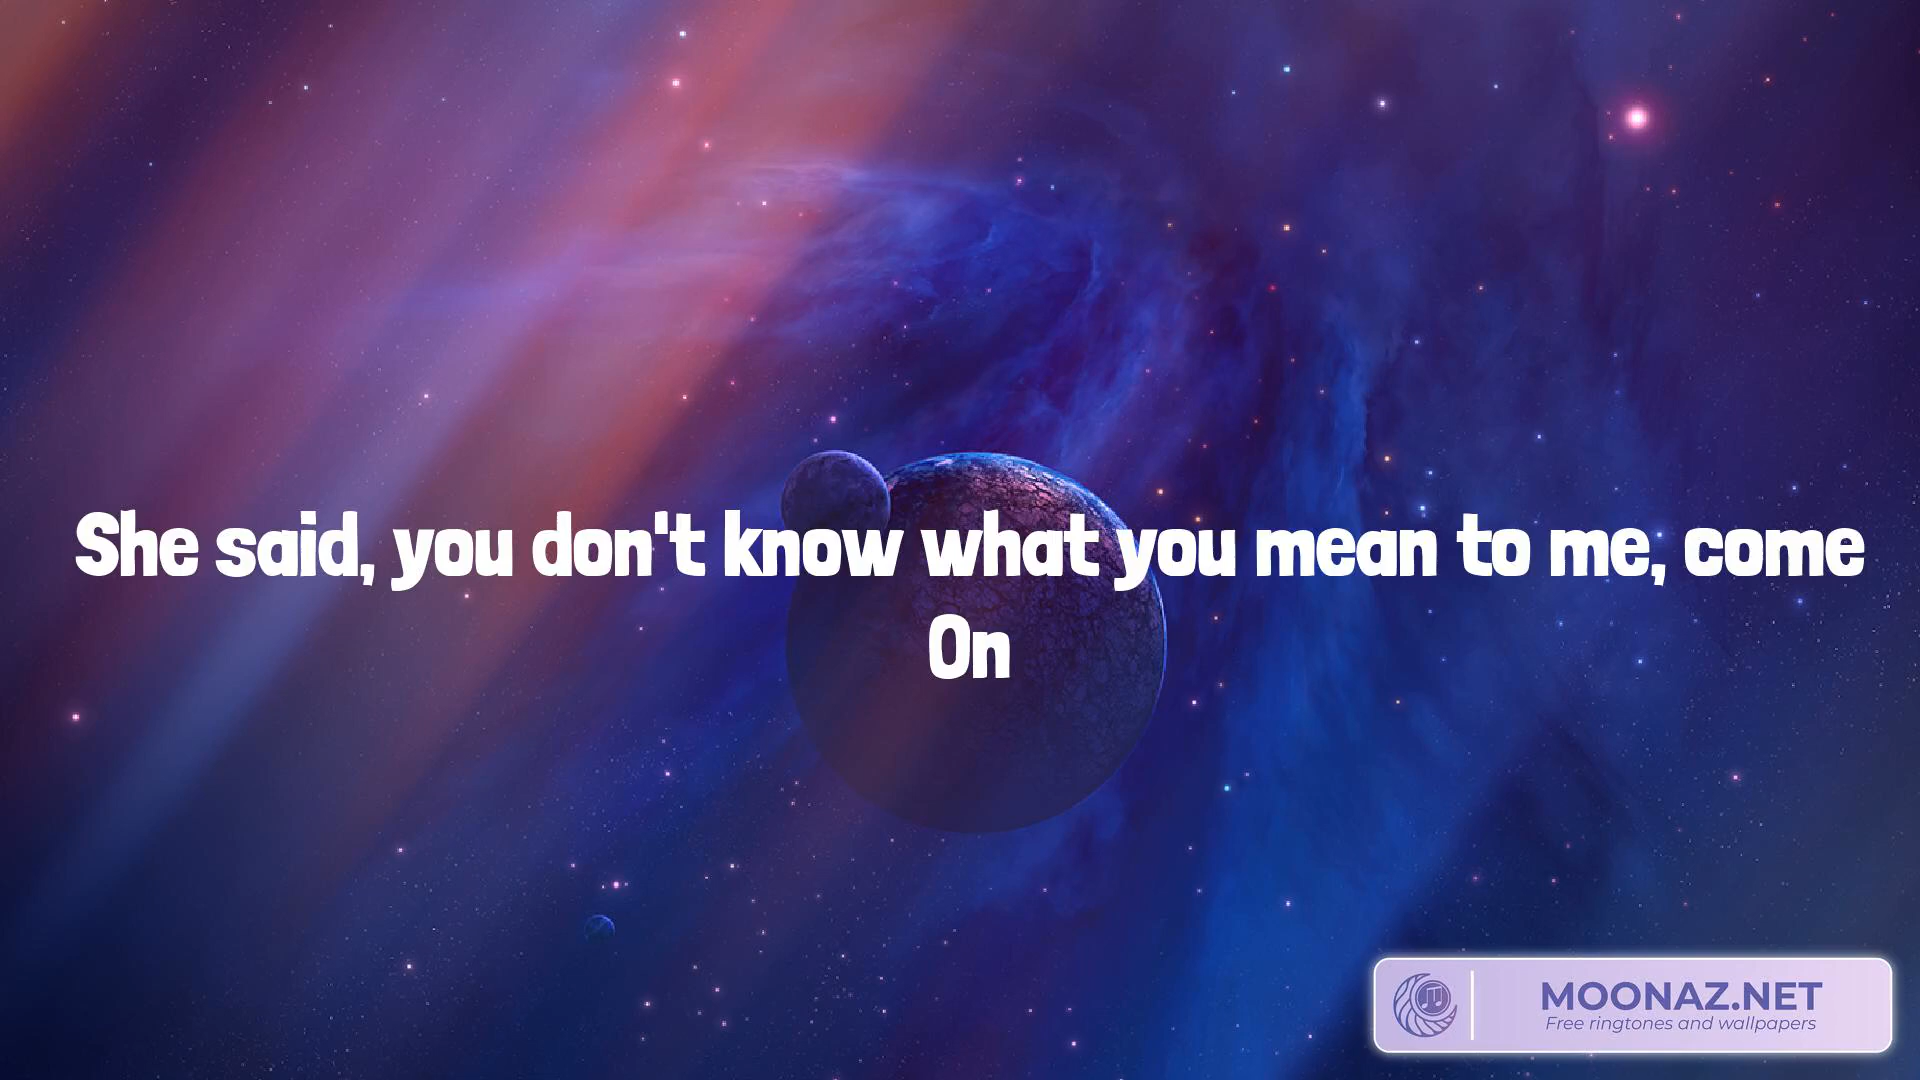 She said, you don't know what you mean to me, come
On
MOONAZ.NET
Free ringtones and wallpapers